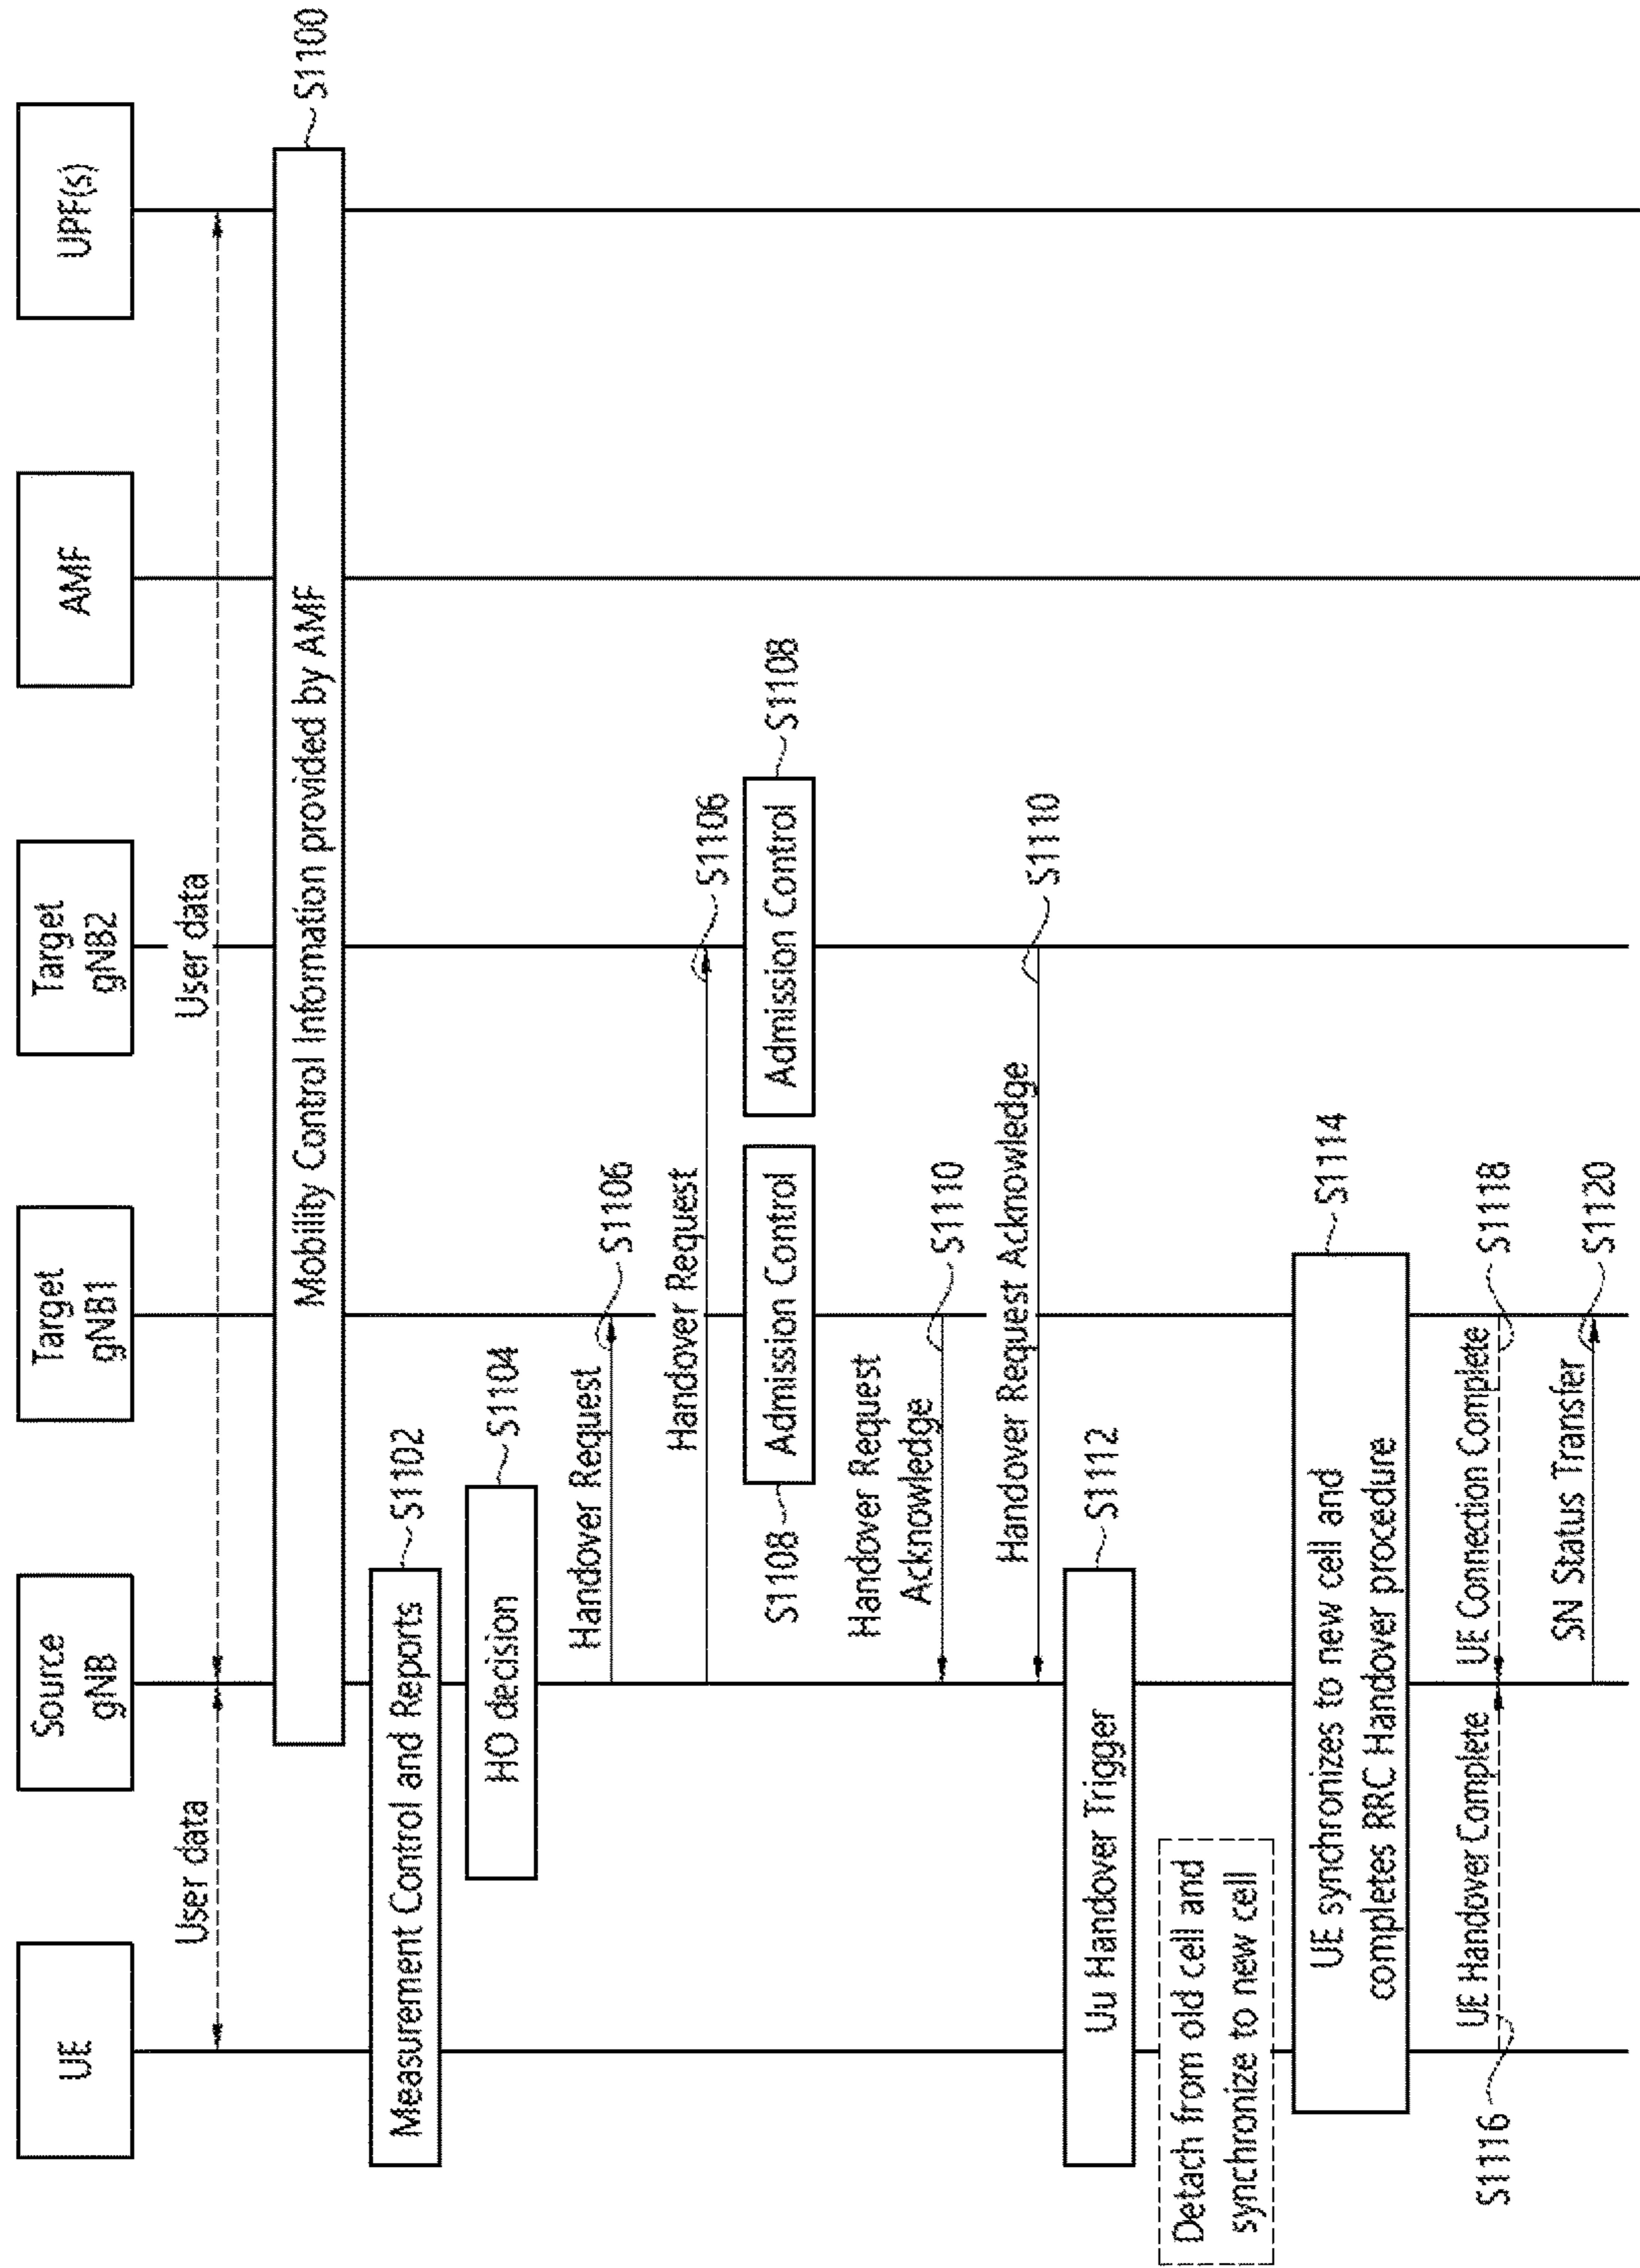 UE
Source
gNB
Target
gNB1
Target
gNB2
AMF
UPF(s)
User data
User data
Mobility Control Information provided by AMF
S1100
Measurement Control and Reports
S1102
HO decision
S1104
Handover Request
S1106
Handover Request
S1106
S1108
Admission Control
Admission Control
S1108
Handover Request
Acknowledge
S1110
Handover Request Acknowledge
S1110
Uu Handover Trigger
S1112
Detach from old cell and
synchronize to new cell
UE synchronizes to new cell and
completes RRC Handover procedure
S1114
S1116
UE Handover Complete
UE Connection Complete
S1118
SN Status Transfer
S1120